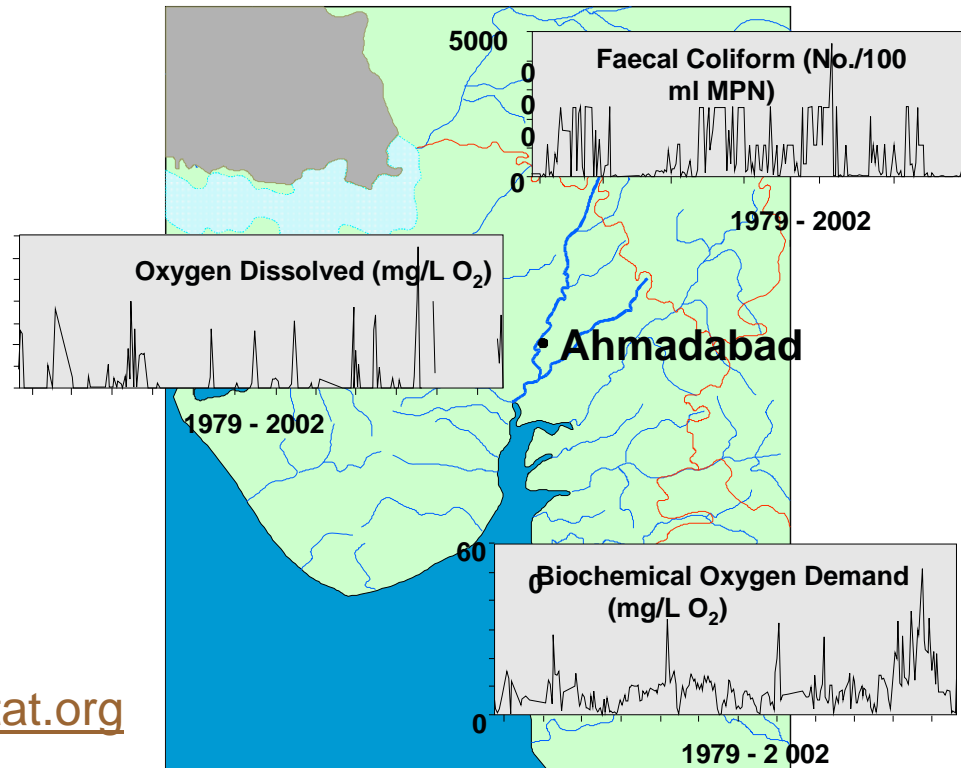 5000
0
0
0
0
Faecal Coliform (No./100
ml MPN)
1979 - 2002
Oxygen Dissolved (mg/L O₂)
Ahmadabad
1979 - 2002
60
0
Biochemical Oxygen Demand
(mg/L O₂)
0
tat.org
1979 - 2 002